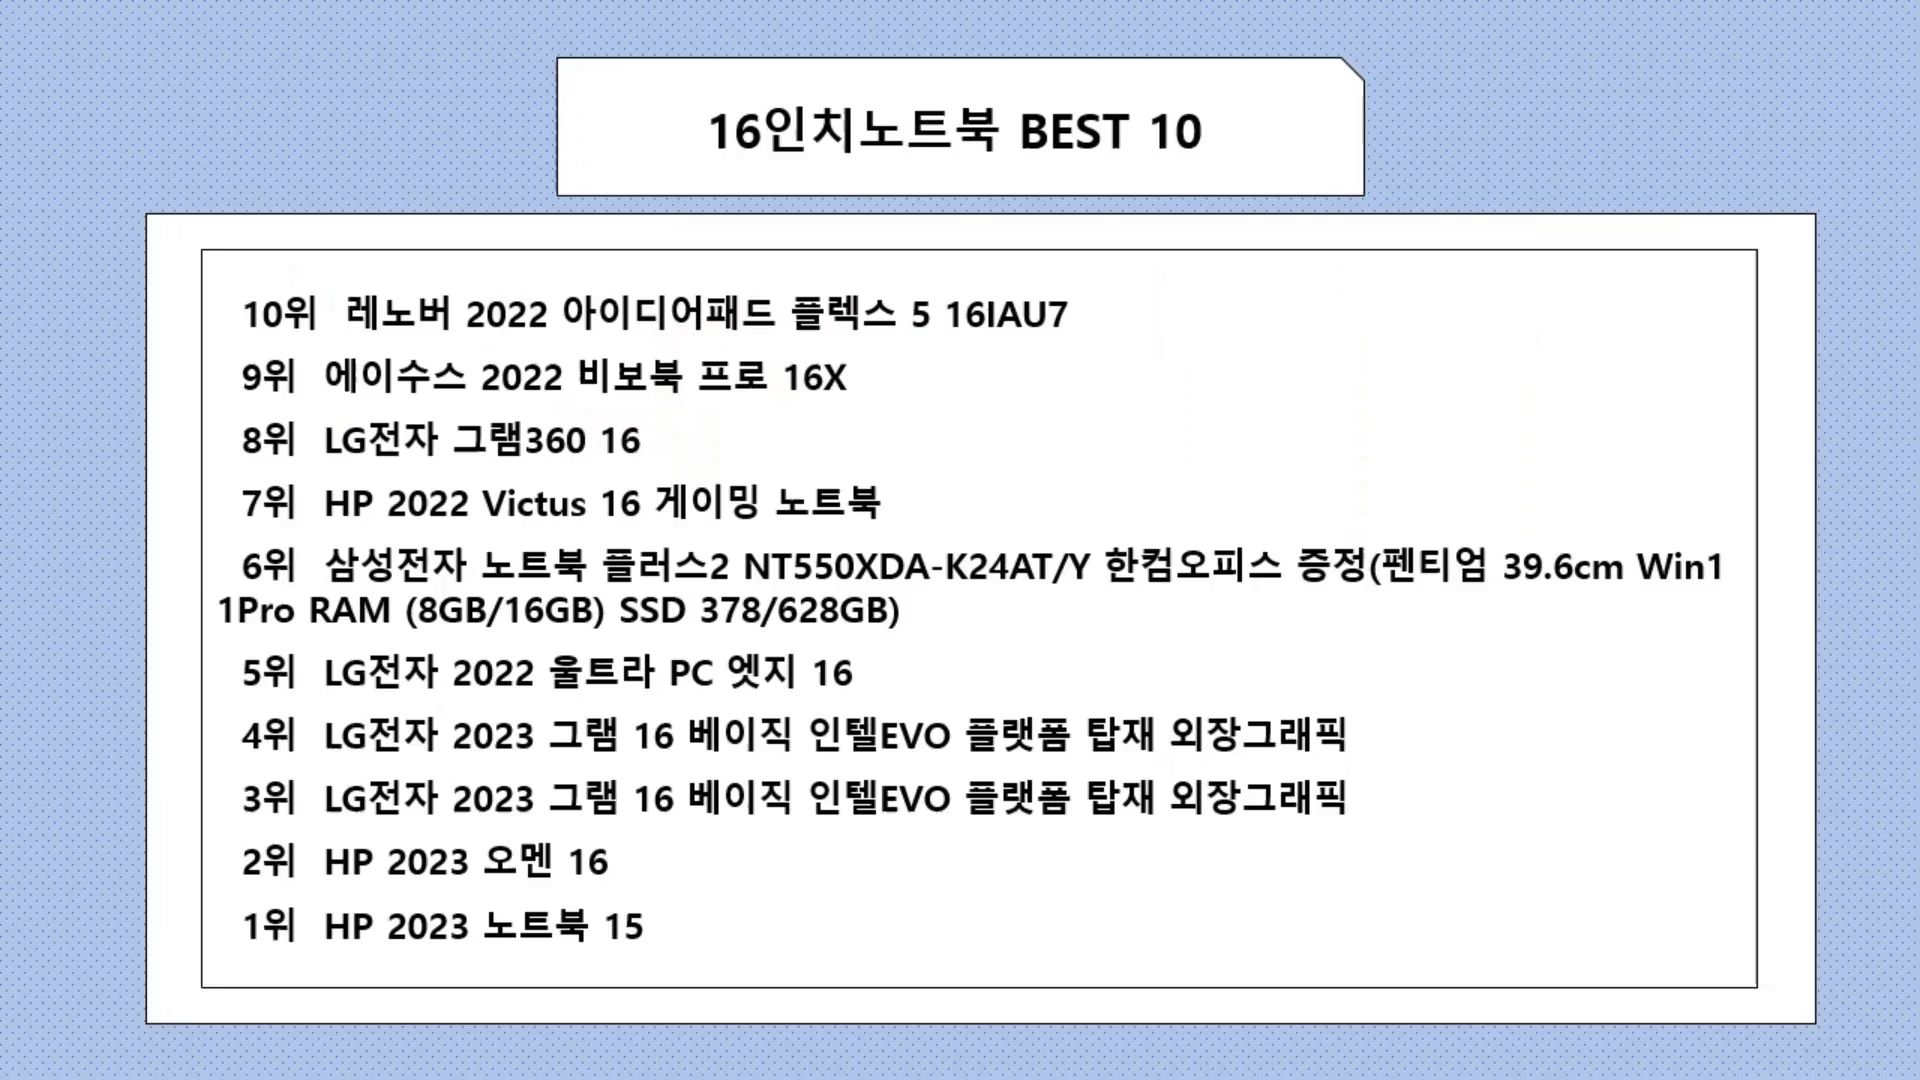 16인치노트북 BEST 10
10위 레노버 2022 아이디어패드 플렉스 5 16IAU7
9위 에이수스 2022 비보북 프로 16X
8위 LG전자 그램360 16
7위 HP 2022 Victus 16 게이밍 노트북
6위 삼성전자 노트북 플러스2 NT550XDA-K24AT/Y 한컴오피스 증정(펜티엄 39.6cm Win1
1Pro RAM (8GB/16GB) SSD 378/628GB)
5위 LG전자 2022 울트라 PC 엣지 16
4위 LG전자 2023 그램 16 베이직 인텔EVO 플랫폼 탑재 외장그래픽
3위 LG전자 2023 그램 16 베이직 인텔EVO 플랫폼 탑재 외장그래픽
2위 HP 2023 오멘 16
1위 HP 2023 노트북 15